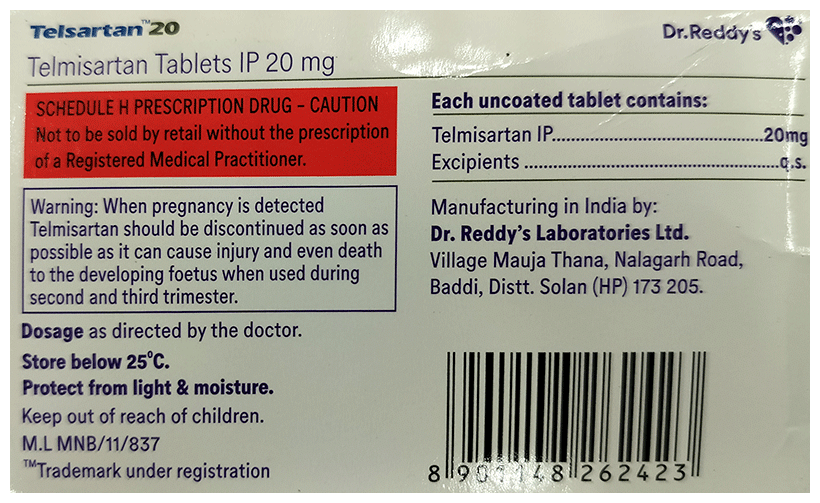 Telsartan™20
Dr.Reddy's
Telmisartan Tablets IP 20 mg
SCHEDULE H PRESCRIPTION DRUG – CAUTION
Not to be sold by retail without the prescription
of a Registered Medical Practitioner.
Warning: When pregnancy is detected
Telmisartan should be discontinued as soon as
possible as it can cause injury and even death
to the developing foetus when used during
second and third trimester.
Dosage as directed by the doctor.
Store below 25°C.
Protect from light & moisture.
Keep out of reach of children.
M.L MNB/11/837
™Trademark under registration
Each uncoated tablet contains:
Telmisartan IP.............................................20mg
Excipients ..................................................q.s.
Manufacturing in India by:
Dr. Reddy's Laboratories Ltd.
Village Mauja Thana, Nalagarh Road,
Baddi, Distt. Solan (HP) 173 205.
8 901148 262423